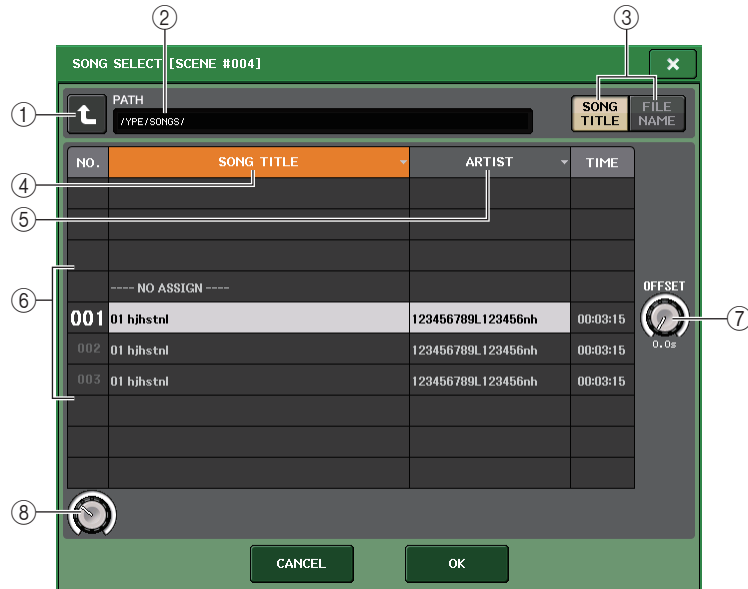 ② ③
SONG SELECT [SCENE #004] ×
① PATH
/YPE/SONGS/
SONG TITLE
FILE NAME
NO. SONG TITLE ARTIST TIME
④
⑤
⑥
---- NO ASSIGN ----
001 01 hjhstnl 123456789L123456nh 00:03:15
002 01 hjhstnl 123456789L123456nh 00:03:15
003 01 hjhstnl 123456789L123456nh 00:03:15
OFFSET
⑦
0.0s
⑧
CANCEL OK